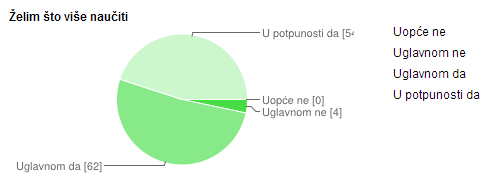 Želim što više naučiti
U potpunosti da [54
Uopće ne [0]
Uglavnom ne [4]
Uglavnom da [62]
Uopće ne
Uglavnom ne
Uglavnom da
U potpunosti da